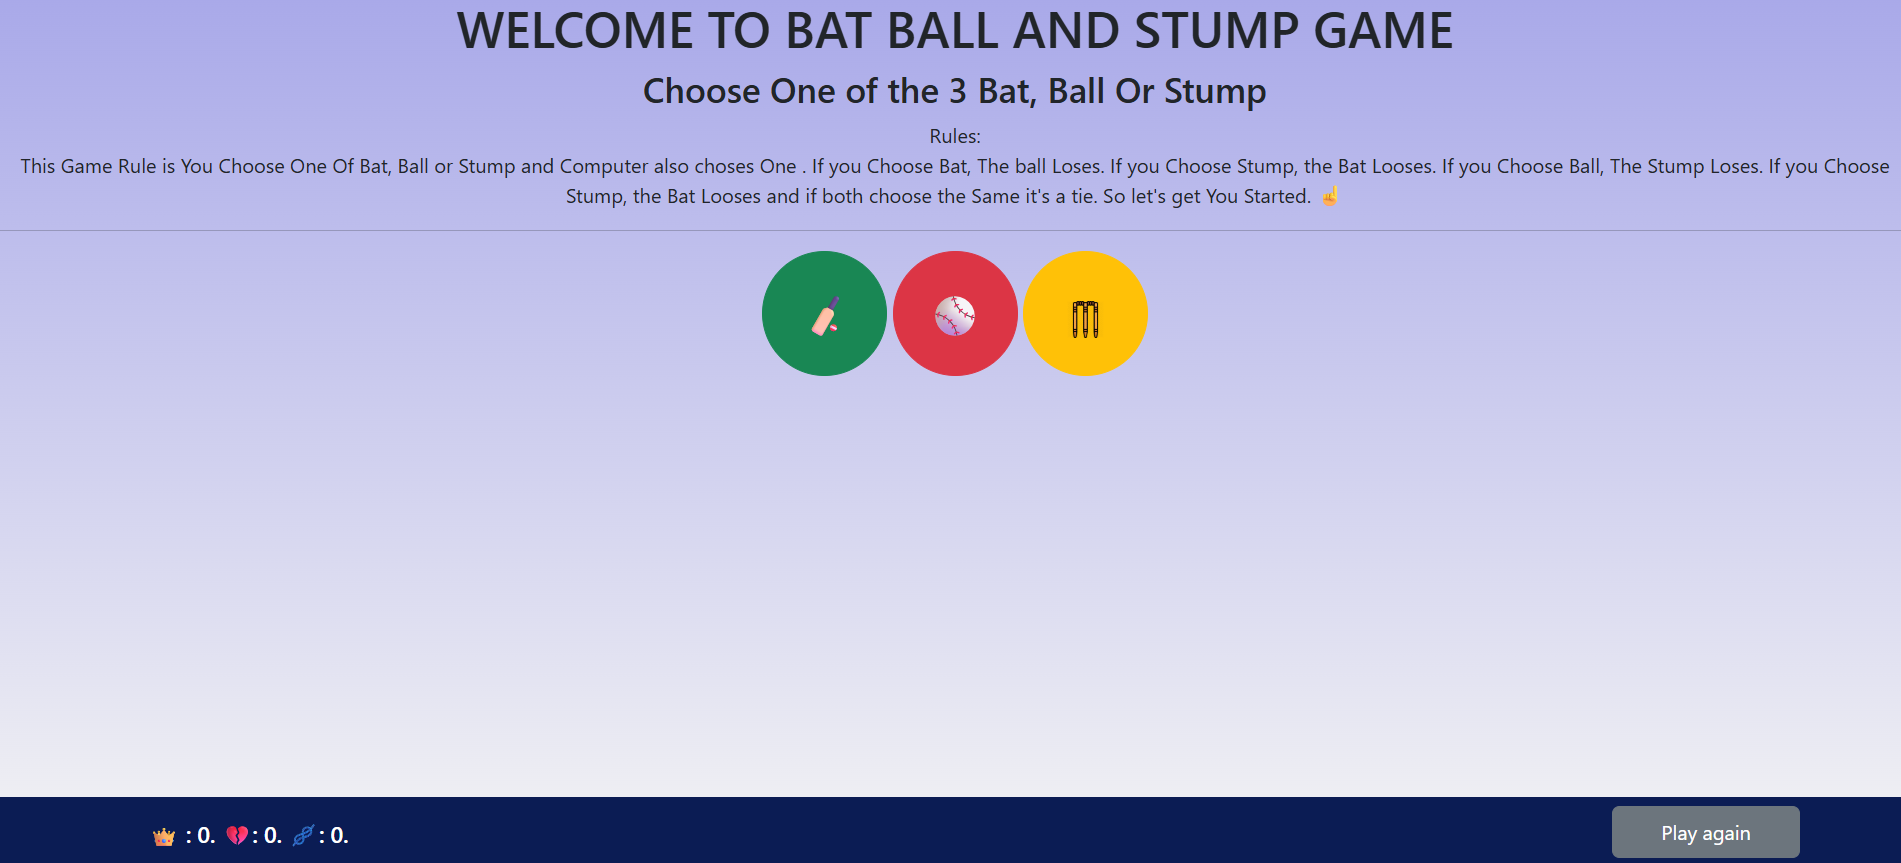 WELCOME TO BAT BALL AND STUMP GAME
Choose One of the 3 Bat, Ball Or Stump
Rules:
This Game Rule is You Choose One Of Bat, Ball or Stump and Computer also choses One . If you Choose Bat, The ball Loses. If you Choose Stump, the Bat Looses. If you Choose Ball, The Stump Loses. If you Choose
Stump, the Bat Looses and if both choose the Same it's a tie. So let's get You Started. ☝️
👑 : 0. 💔 : 0. 🪢 : 0.
Play again